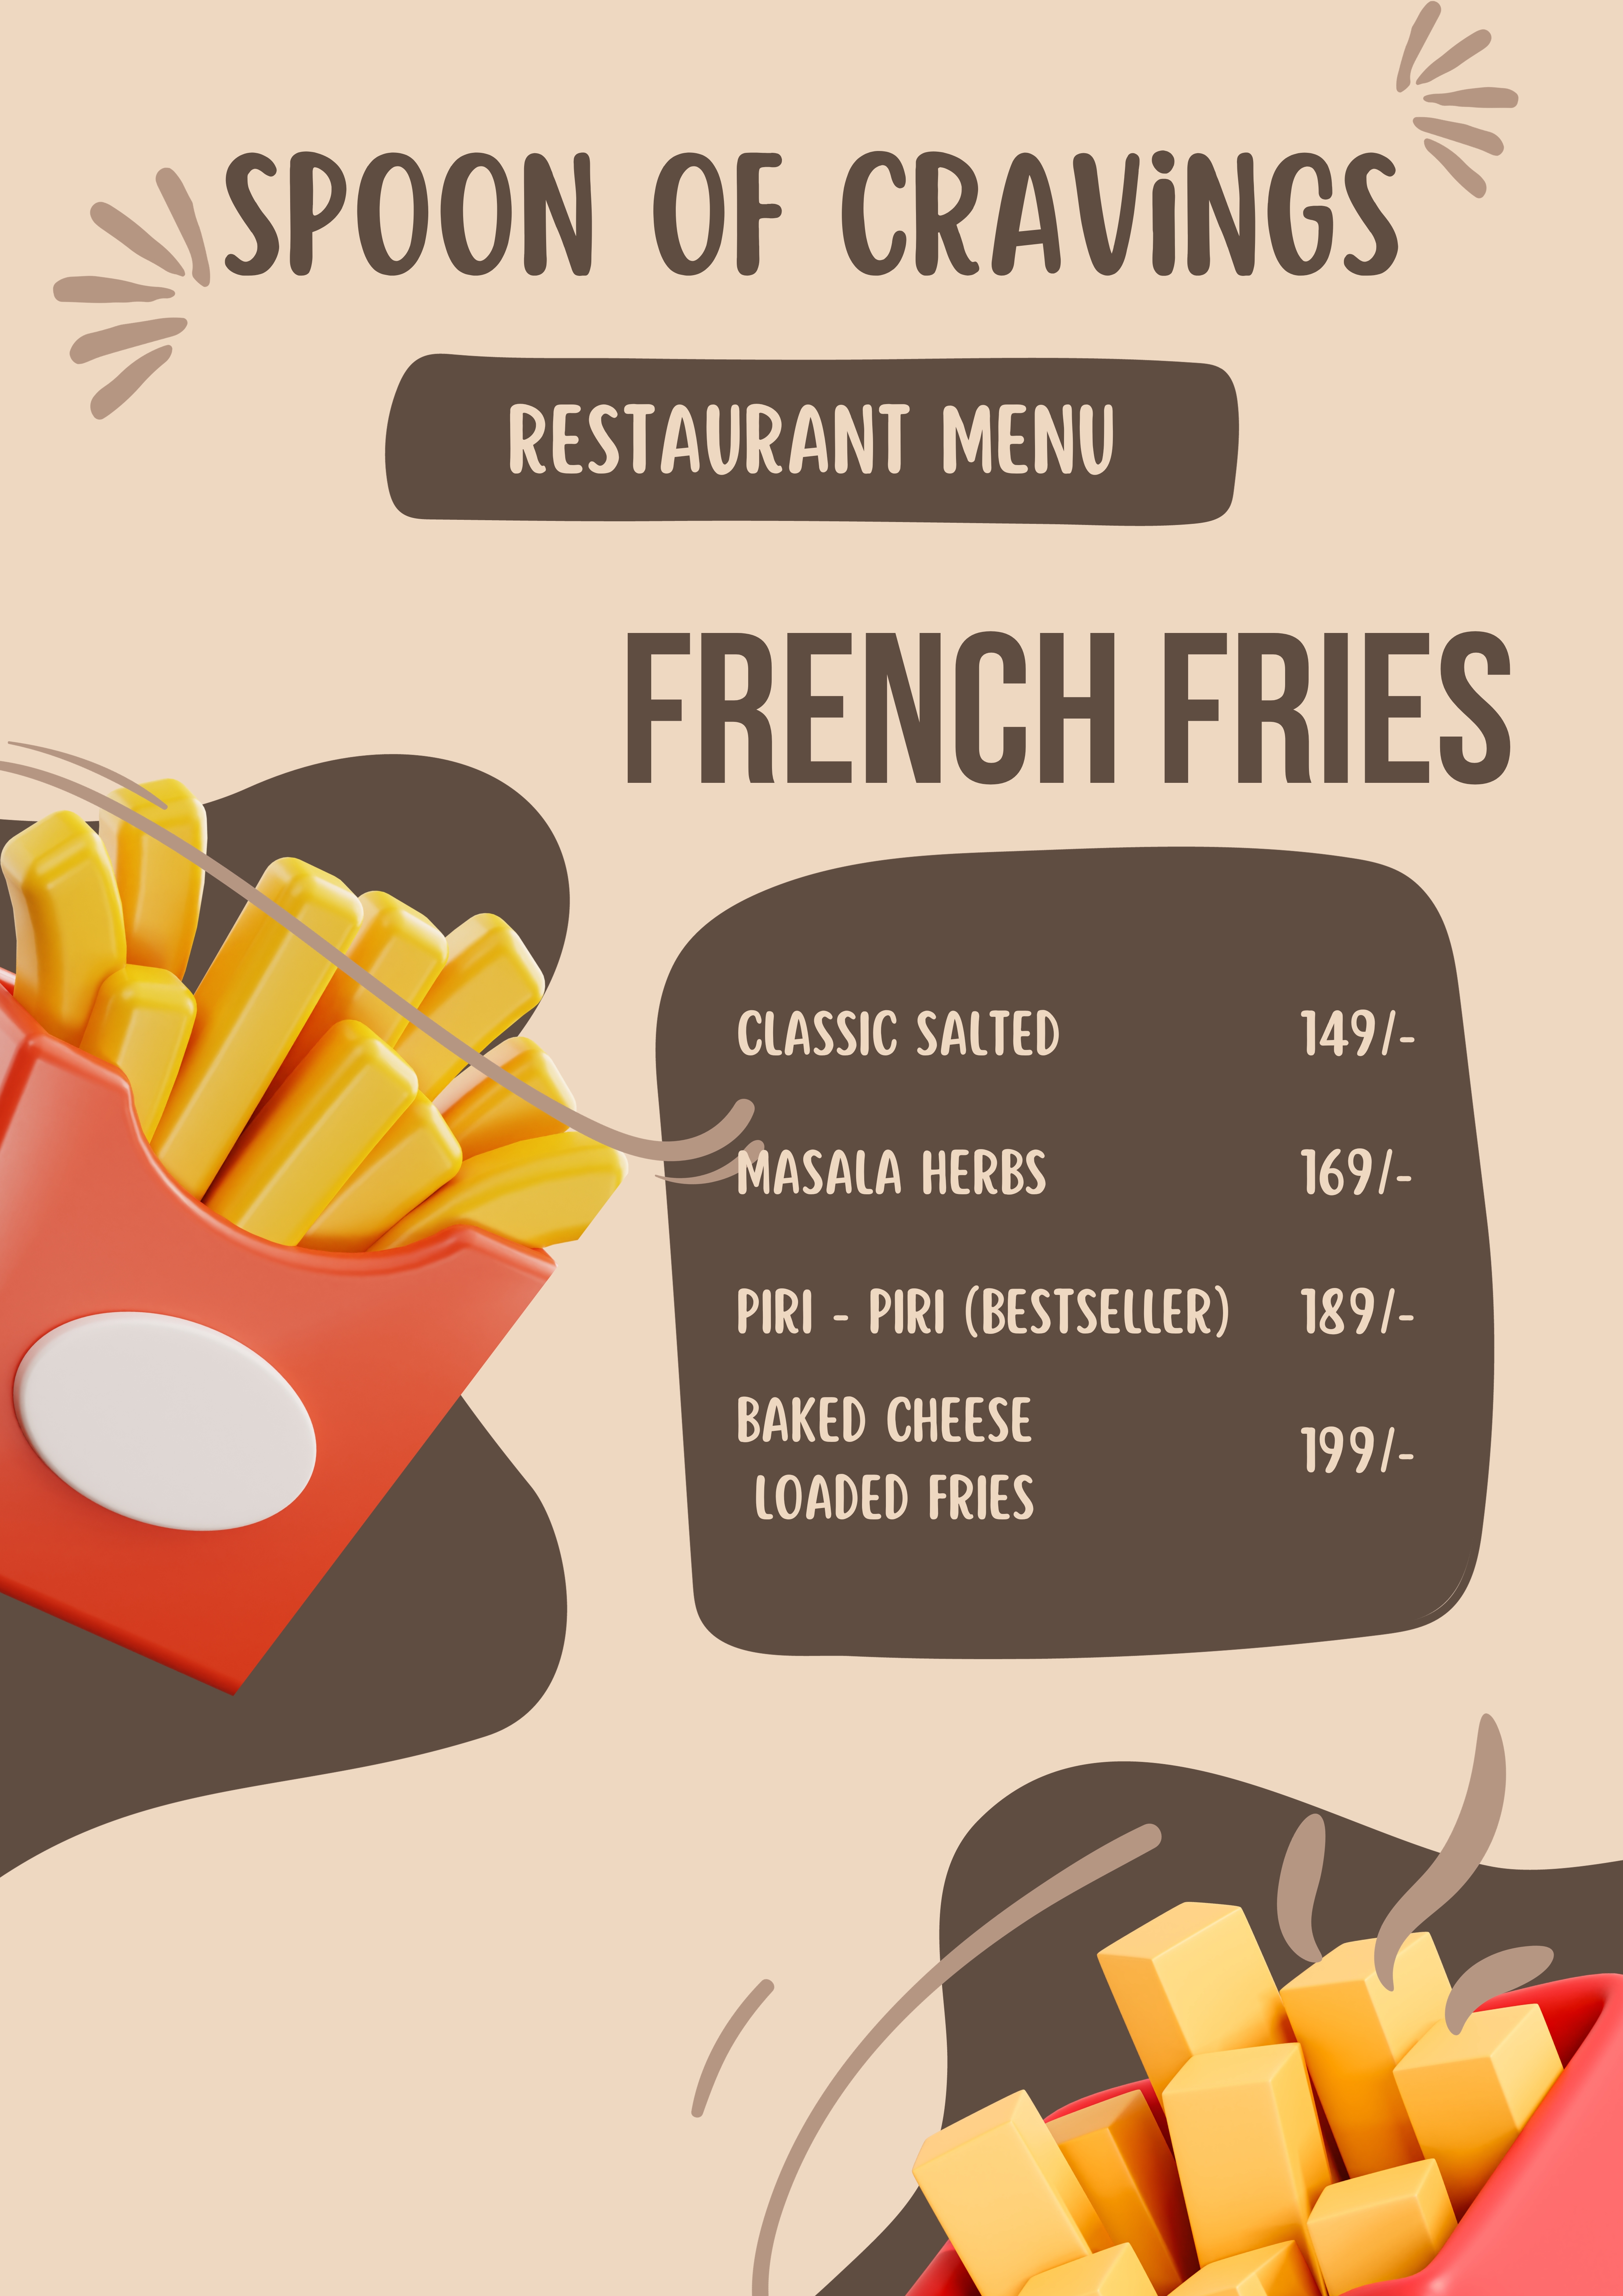 SPOON OF CRAVINGS
RESTAURANT MENU
FRENCH FRIES
CLASSIC SALTED 149/-
MASALA HERBS 169/-
PIRI - PIRI (BESTSELLER) 189/-
BAKED CHEESE
LOADED FRIES 199/-